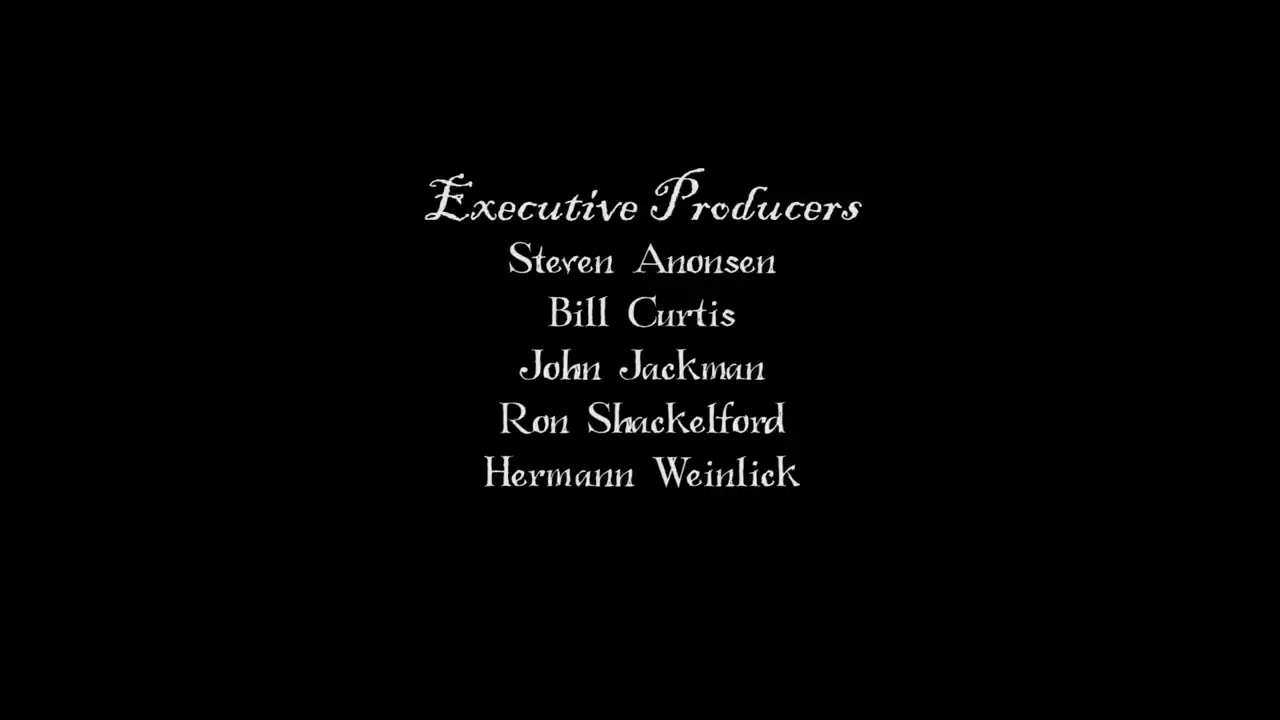 Executive Producers
Steven Anonsen
Bill Curtis
John Jackman
Ron Shackelford
Hermann Weinlick